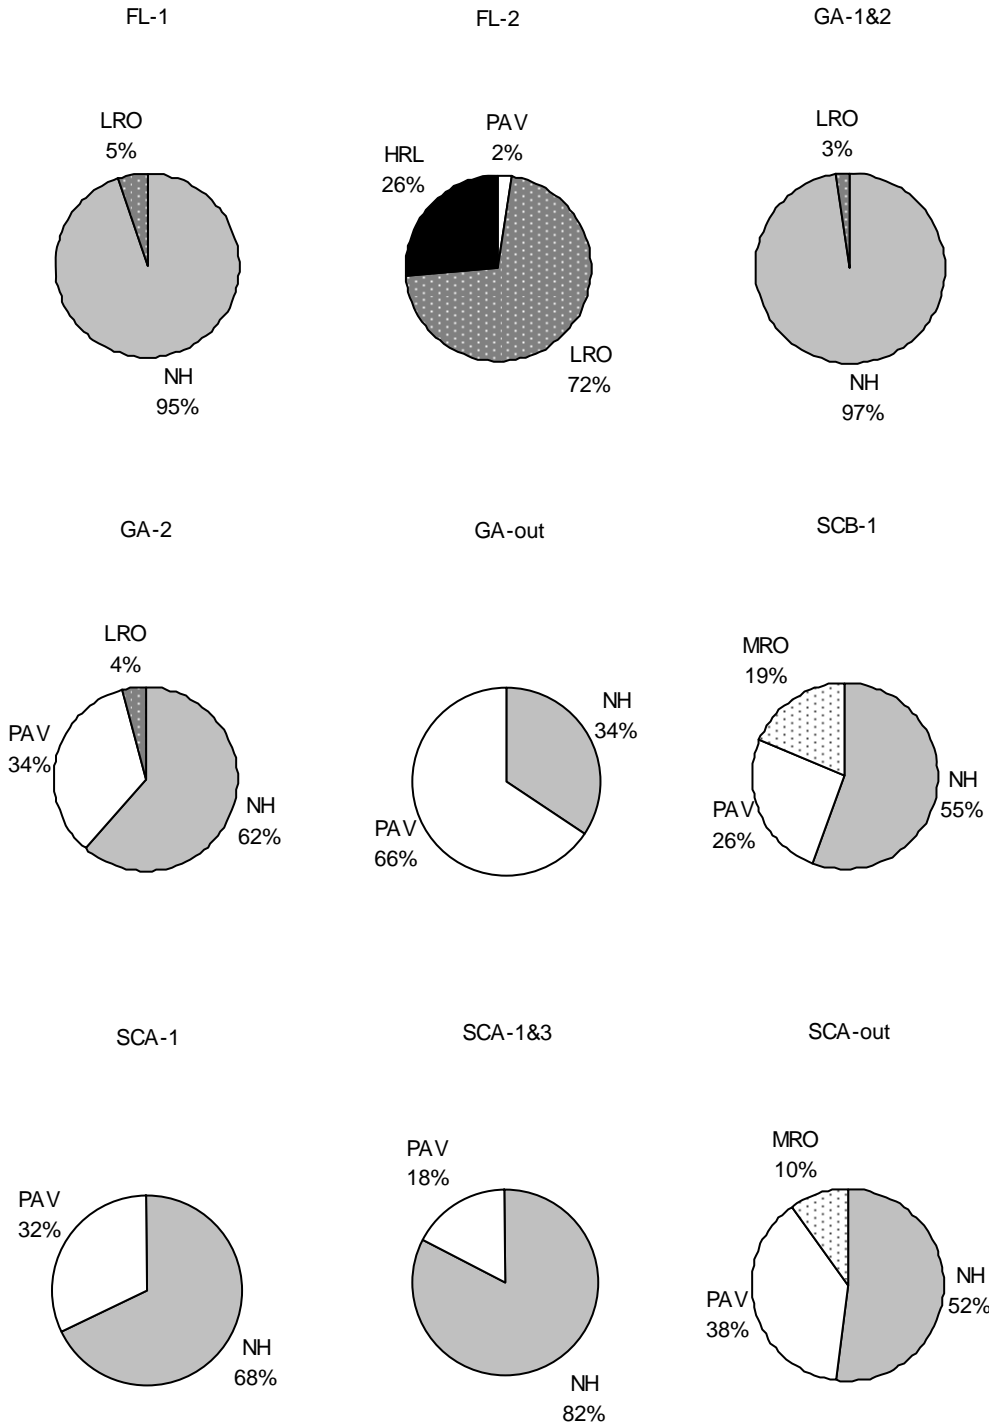 FL-1
LRO
5%
NH
95%
FL-2
PAV
2%
HRL
26%
LRO
72%
GA-1&2
LRO
3%
NH
97%
GA-2
LRO
4%
PAV
34%
NH
62%
GA-out
NH
34%
PAV
66%
SCB-1
MRO
19%
NH
55%
PAV
26%
SCA-1
PAV
32%
NH
68%
SCA-1&3
PAV
18%
NH
82%
SCA-out
MRO
10%
NH
52%
PAV
38%